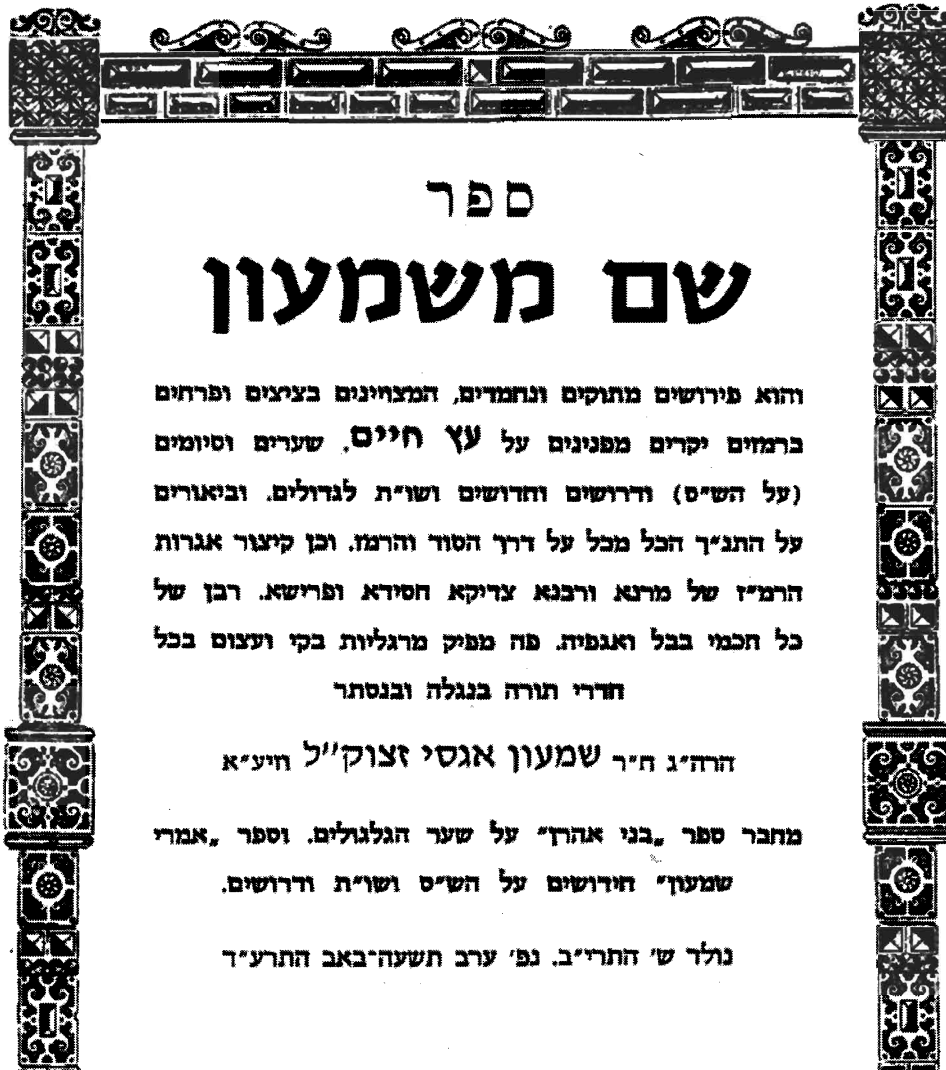 ספר
שם משמעון
והוא פירושים מתוקים ונחמדים, המצויינים בציצים ופרחים
ברמזים יקרים מפנינים על עץ חיים. שערים וסיומים
(על הש״ס) ודרושים וחדושים ושו״ת לגדולים. וביאורים
על התנ״ך הכל מכל על דרך הסוד והרמז. וכן קיצור אגרות
הרמ״ז של מרנא ורבנא צדיקא חסידא ופרישא. רבן של
כל חכמי בבל ואגפיה. פה מפיק מרגליות בקי ועצום בכל
חדרי תורה בנגלה ובנסתר
הרה״ג ח״ר שמעון אגסי זצוק״ל חיע״א
מחבר ספר „בני אהרן״ על שער הגלגולים. וספר „אמרי
שמעון״ חידושים על הש״ס ושו״ת ודרושים.
נולד ש׳ התרי״ב. נפ׳ ערב תשעה־באב התרע״ד